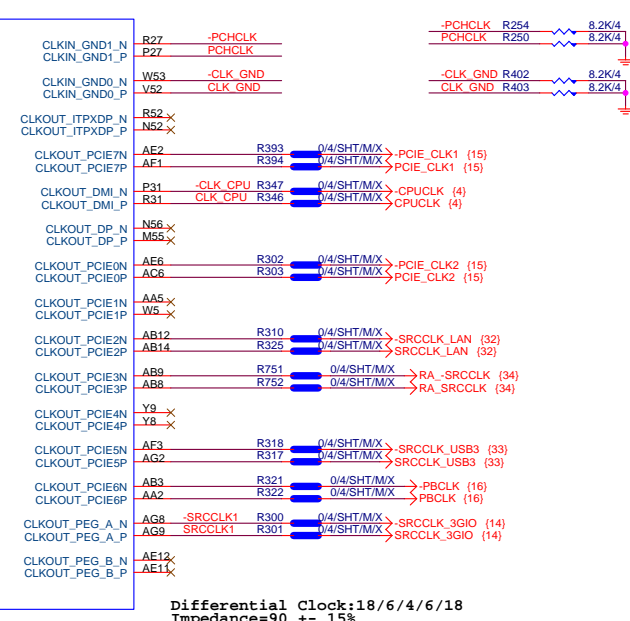 CLKIN_GND1_N R27 -PCHCLK
CLKIN_GND1_P P27 PCHCLK
-PCHCLK R254 8.2K/4
PCHCLK R250 8.2K/4
CLKIN_GND0_N W53 -CLK_GND
CLKIN_GND0_P V52 CLK_GND
-CLK_GND R402 8.2K/4
CLK_GND R403 8.2K/4
CLKOUT_ITPXDP_N R52
CLKOUT_ITPXDP_P N52
CLKOUT_PCIE7N AE2 R393 0/4/SHT/M/X -PCIE_CLK1 {15}
CLKOUT_PCIE7P AF1 R394 0/4/SHT/M/X PCIE_CLK1 {15}
CLKOUT_DMI_N P31 -CLK_CPU R347 0/4/SHT/M/X -CPUCLK {4}
CLKOUT_DMI_P R31 CLK_CPU R346 0/4/SHT/M/X CPUCLK {4}
CLKOUT_DP_N N56
CLKOUT_DP_P M55
CLKOUT_PCIE0N AE6 R302 0/4/SHT/M/X -PCIE_CLK2 {15}
CLKOUT_PCIE0P AC6 R303 0/4/SHT/M/X PCIE_CLK2 {15}
CLKOUT_PCIE1N AA5
CLKOUT_PCIE1P W5
CLKOUT_PCIE2N AB12 R310 0/4/SHT/M/X -SRCCLK_LAN {32}
CLKOUT_PCIE2P AB14 R325 0/4/SHT/M/X SRCCLK_LAN {32}
CLKOUT_PCIE3N AB9 R751 0/4/SHT/M/X RA_-SRCCLK {34}
CLKOUT_PCIE3P AB8 R752 0/4/SHT/M/X RA_SRCCLK {34}
CLKOUT_PCIE4N Y9
CLKOUT_PCIE4P Y8
CLKOUT_PCIE5N AF3 R318 0/4/SHT/M/X -SRCCLK_USB3 {33}
CLKOUT_PCIE5P AG2 R317 0/4/SHT/M/X SRCCLK_USB3 {33}
CLKOUT_PCIE6N AB3 R321 0/4/SHT/M/X -PBCLK {16}
CLKOUT_PCIE6P AA2 R322 0/4/SHT/M/X PBCLK {16}
CLKOUT_PEG_A_N AG8 -SRCCLK1 R300 0/4/SHT/M/X -SRCCLK_3GIO {14}
CLKOUT_PEG_A_P AG9 SRCCLK1 R301 0/4/SHT/M/X SRCCLK_3GIO {14}
CLKOUT_PEG_B_N AE12
CLKOUT_PEG_B_P AE11
Differential Clock:18/6/4/6/18
Impedance=90 +- 15%